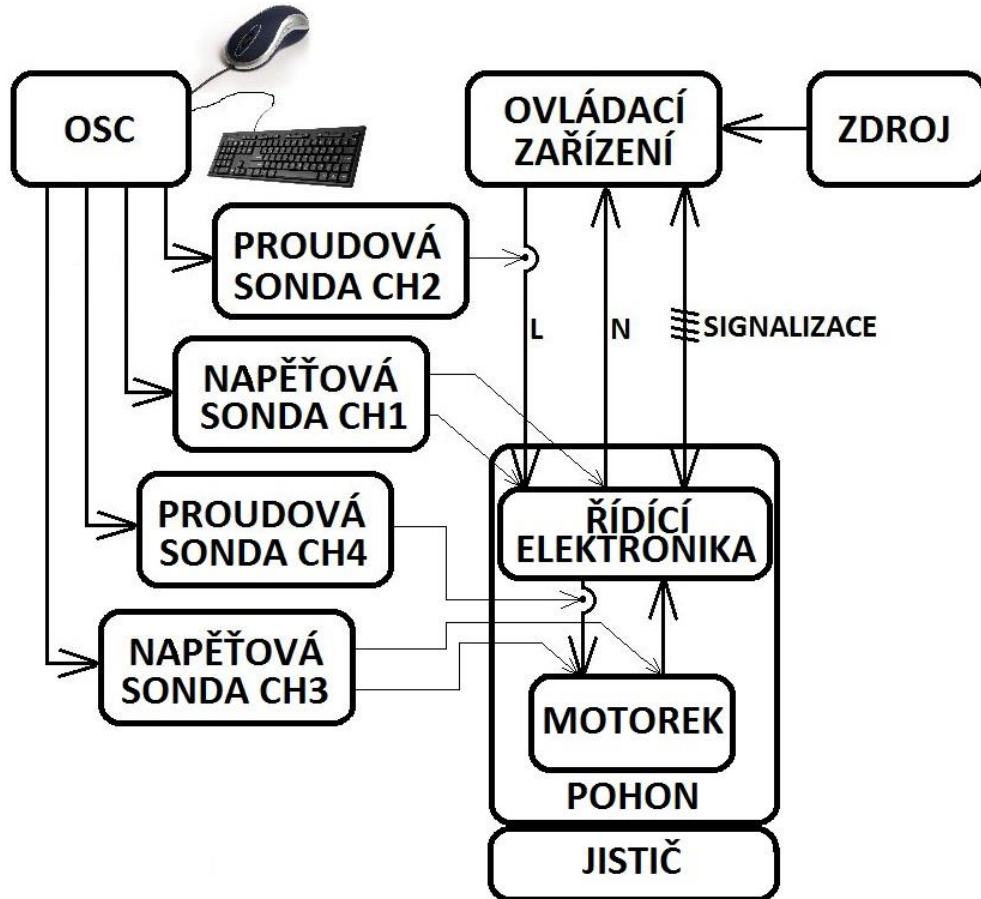 OSC
OVLÁDACÍ
ZAŘÍZENÍ
ZDROJ
PROUDOVÁ
SONDA CH2
L
N
SIGNALIZACE
NAPĚŤOVÁ
SONDA CH1
PROUDOVÁ
SONDA CH4
ŘÍDÍCÍ
ELEKTRONIKA
NAPĚŤOVÁ
SONDA CH3
MOTOREK
POHON
JISTIČ